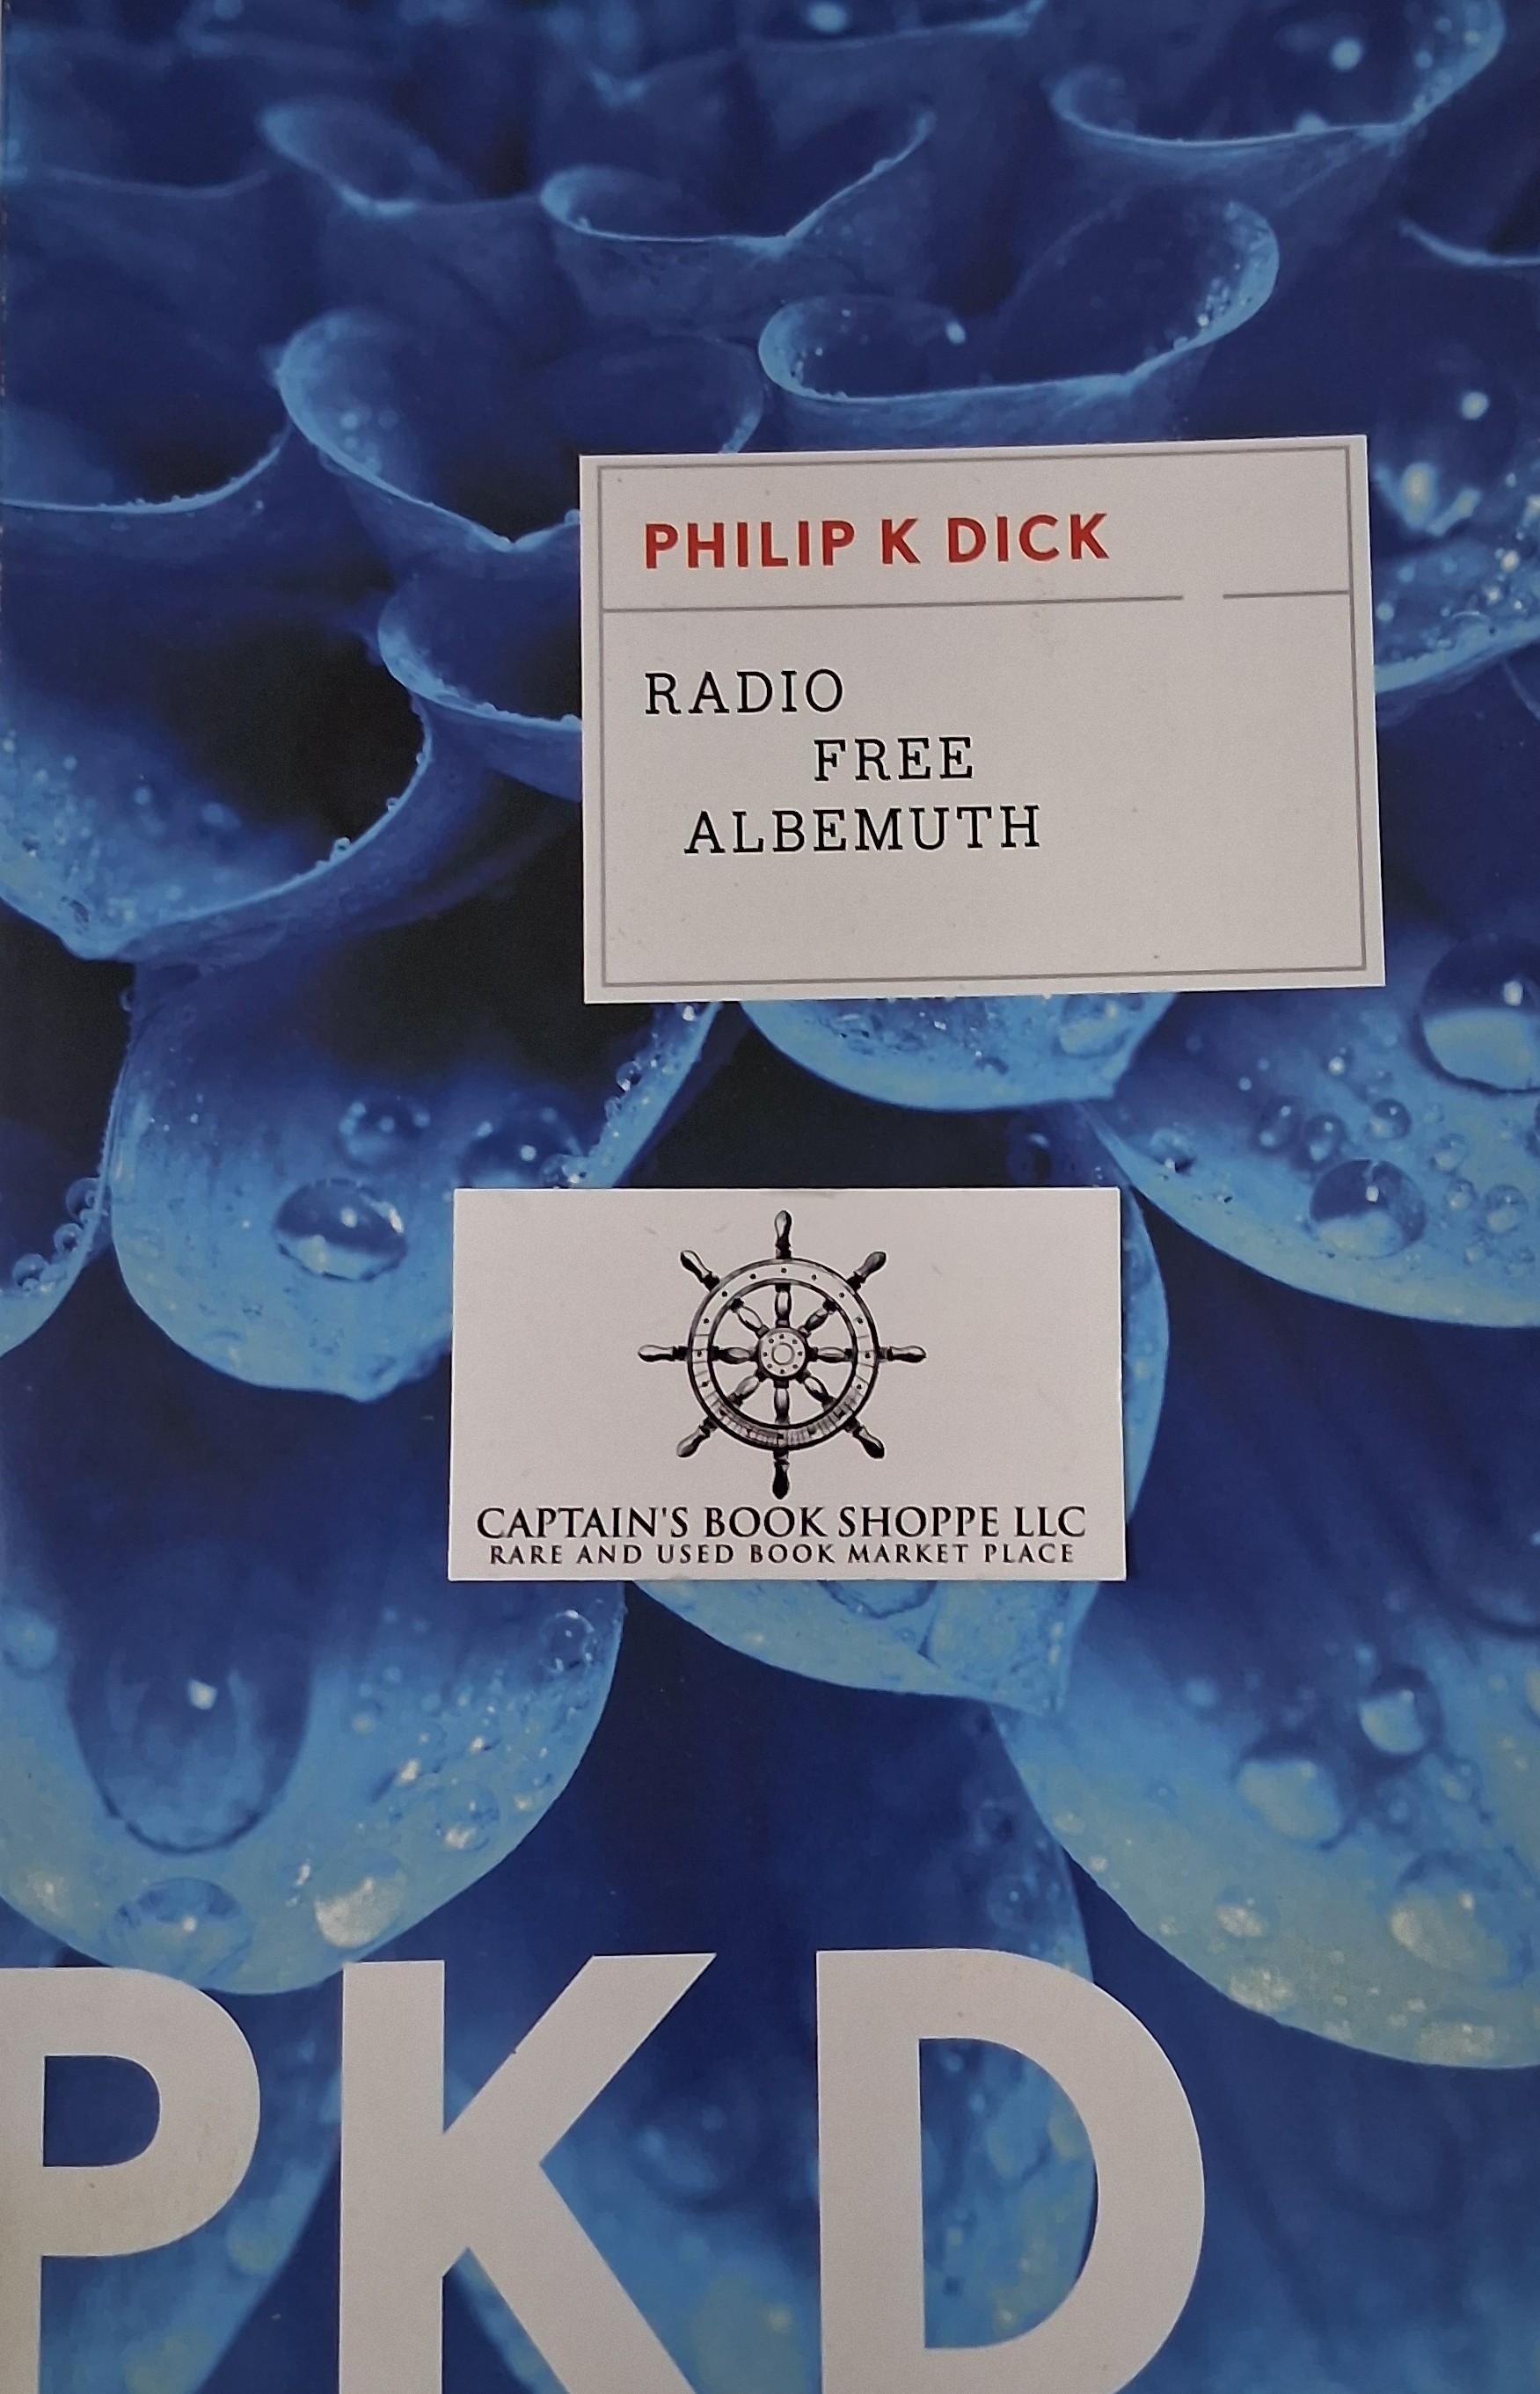 PHILIP K DICK
RADIO
FREE
ALBEMUTH
CAPTAIN'S BOOK SHOPPE LLC
RARE AND USED BOOK MARKET PLACE
PKD